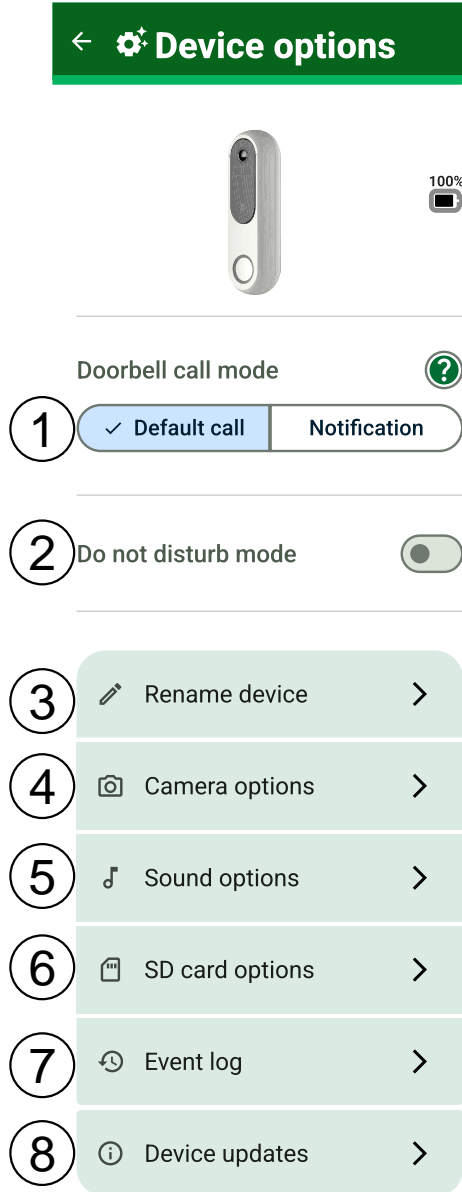 Device options
100%
Doorbell call mode
?
1
Default call Notification
2
Do not disturb mode
3
Rename device
4
Camera options
5
Sound options
6
SD card options
7
Event log
8
Device updates